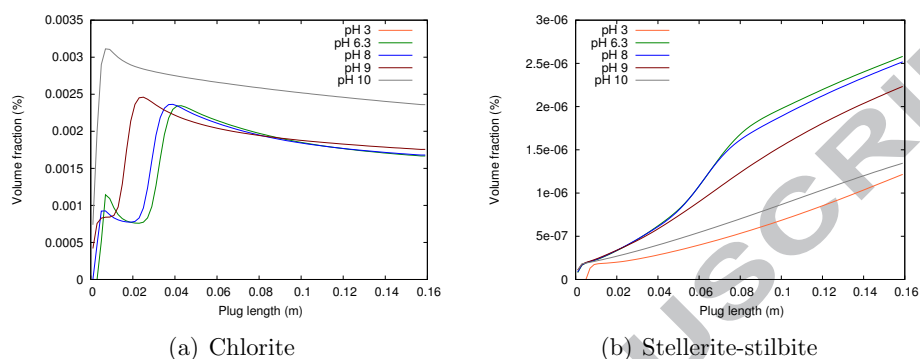 0.0035
0.003
0.0025
0.002
0.0015
0.001
0.0005
0
Volume fraction (%)
pH 3
pH 6.3
pH 8
pH 9
pH 10
0 0.02 0.04 0.06 0.08 0.1 0.12 0.14 0.16
Plug length (m)
(a) Chlorite
3e-06
2.5e-06
2e-06
1.5e-06
1e-06
5e-07
0
Volume fraction (%)
pH 3
pH 6.3
pH 8
pH 9
pH 10
0 0.02 0.04 0.06 0.08 0.1 0.12 0.14 0.16
Plug length (m)
(b) Stellerite-stilbite
USCRI